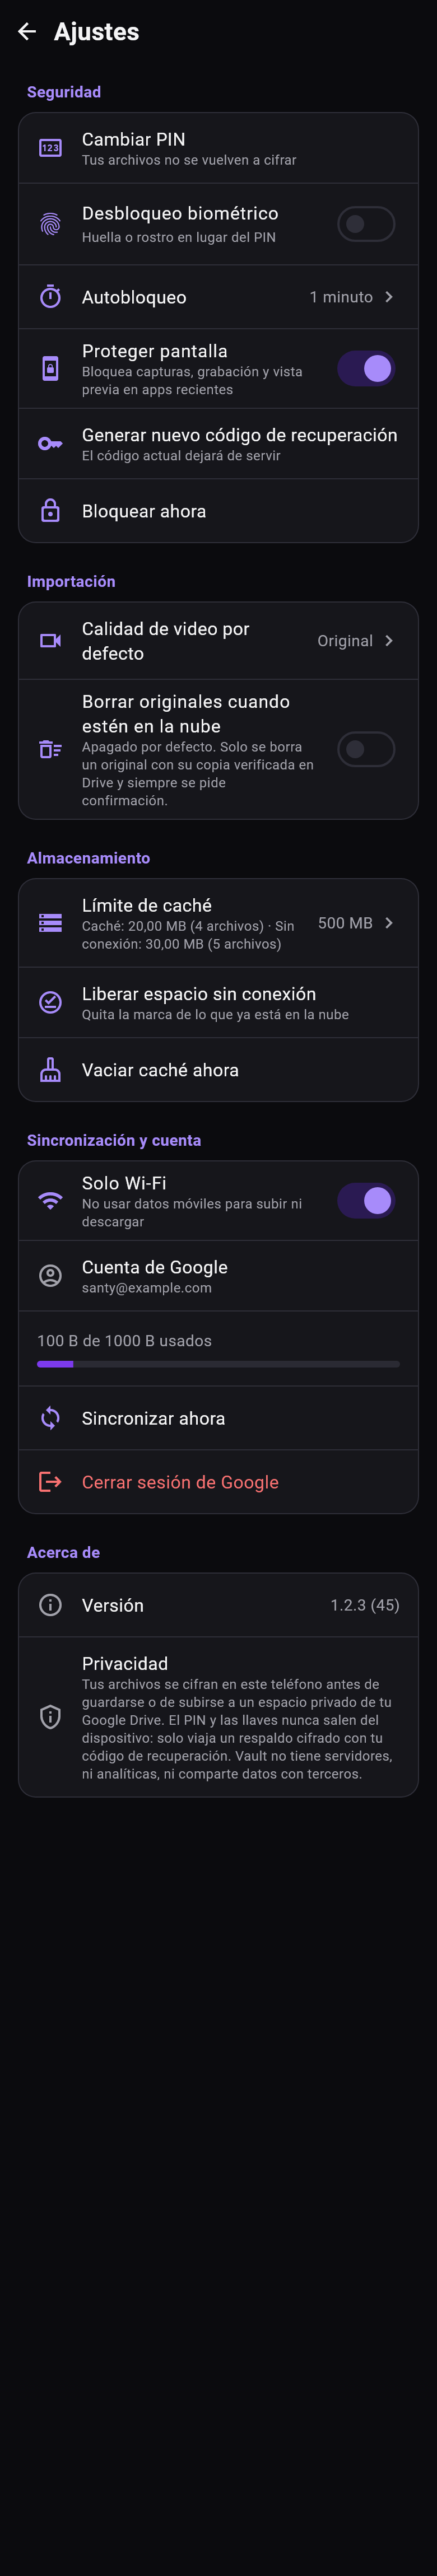 Ajustes
Seguridad
123
Cambiar PIN
Tus archivos no se vuelven a cifrar
Desbloqueo biométrico
Huella o rostro en lugar del PIN
Autobloqueo
1 minuto
Proteger pantalla
Bloquea capturas, grabación y vista
previa en apps recientes
Generar nuevo código de recuperación
El código actual dejará de servir
Bloquear ahora
Importación
Calidad de video por
defecto
Original
Borrar originales cuando
estén en la nube
Apagado por defecto. Solo se borra
un original con su copia verificada en
Drive y siempre se pide
confirmación.
Almacenamiento
Límite de caché
Caché: 20,00 MB (4 archivos) · Sin
conexión: 30,00 MB (5 archivos)
500 MB
Liberar espacio sin conexión
Quita la marca de lo que ya está en la nube
Vaciar caché ahora
Sincronización y cuenta
Solo Wi-Fi
No usar datos móviles para subir ni
descargar
Cuenta de Google
santy@example.com
100 B de 1000 B usados
Sincronizar ahora
Cerrar sesión de Google
Acerca de
Versión
1.2.3 (45)
Privacidad
Tus archivos se cifran en este teléfono antes de
guardarse o de subirse a un espacio privado de tu
Google Drive. El PIN y las llaves nunca salen del
dispositivo: solo viaja un respaldo cifrado con tu
código de recuperación. Vault no tiene servidores,
ni analíticas, ni comparte datos con terceros.